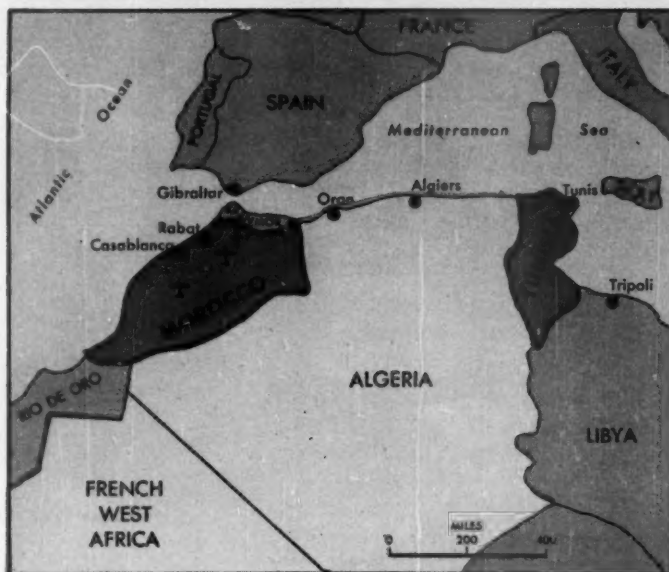 FRANCE
ITALY
PORTUGAL
SPAIN
Ocean
Atlantic
Mediterranean Sea
Gibraltar
Oran
Algiers
Tunis
Rabat
Casablanca
MOROCCO
Tripoli
ALGERIA
RIO DE ORO
LIBYA
FRENCH
WEST
AFRICA
MILES
0 200 400